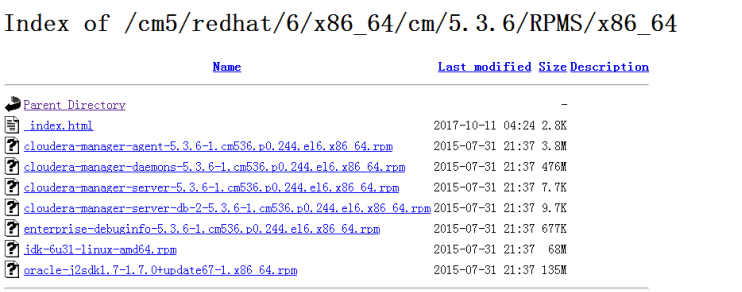 Index of /cm5/redhat/6/x86_64/cm/5.3.6/RPMS/x86_64
Name Last modified Size Description
Parent Directory -
_index.html 2017-10-11 04:24 2.8K
cloudera-manager-agent-5.3.6-1.cm536.p0.244.el6.x86_64.rpm 2015-07-31 21:37 3.8M
cloudera-manager-daemons-5.3.6-1.cm536.p0.244.el6.x86_64.rpm 2015-07-31 21:37 476M
cloudera-manager-server-5.3.6-1.cm536.p0.244.el6.x86_64.rpm 2015-07-31 21:37 7.7K
cloudera-manager-server-db-2-5.3.6-1.cm536.p0.244.el6.x86_64.rpm 2015-07-31 21:37 9.7K
enterprise-debuginfo-5.3.6-1.cm536.p0.244.el6.x86_64.rpm 2015-07-31 21:37 677K
jdk-6u31-linux-amd64.rpm 2015-07-31 21:37 68M
oracle-j2sdk1.7-1.7.0+update67-1.x86_64.rpm 2015-07-31 21:37 135M